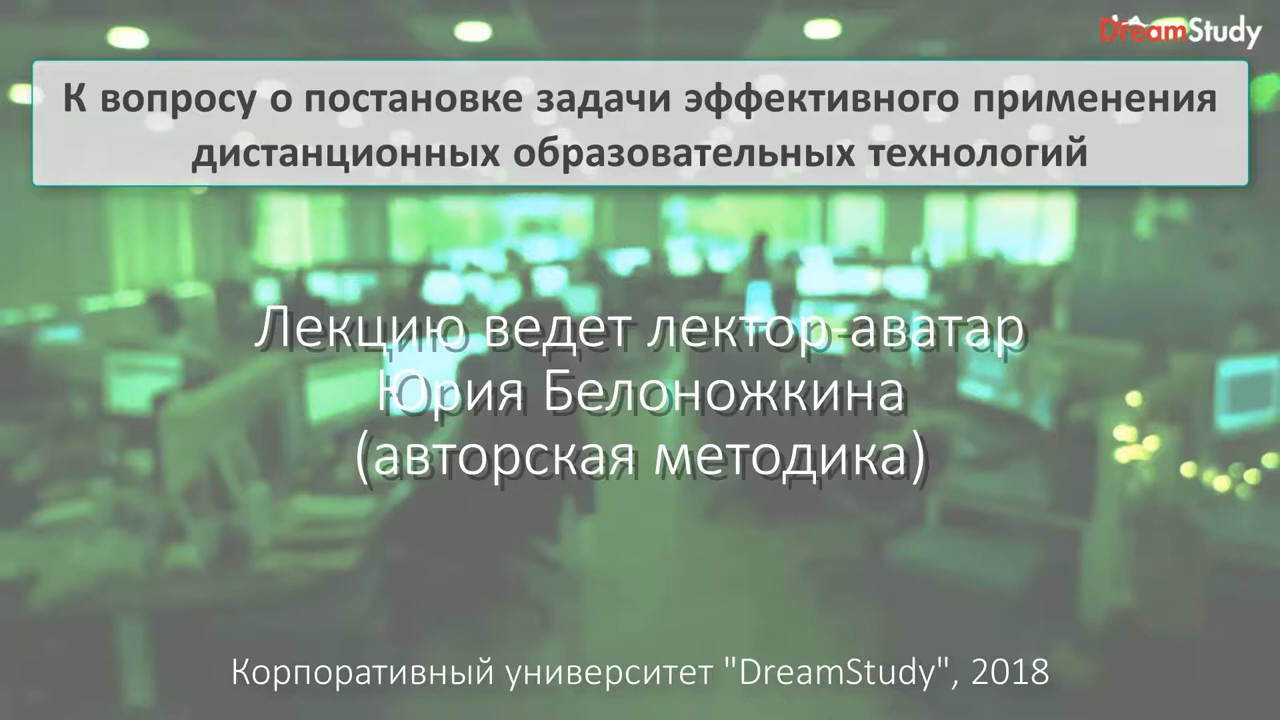 DreamStudy
К вопросу о постановке задачи эффективного применения
дистанционных образовательных технологий
Лекцию ведет лектор-аватар
Юрия Белоножкина
(авторская методика)
Корпоративный университет "DreamStudy", 2018